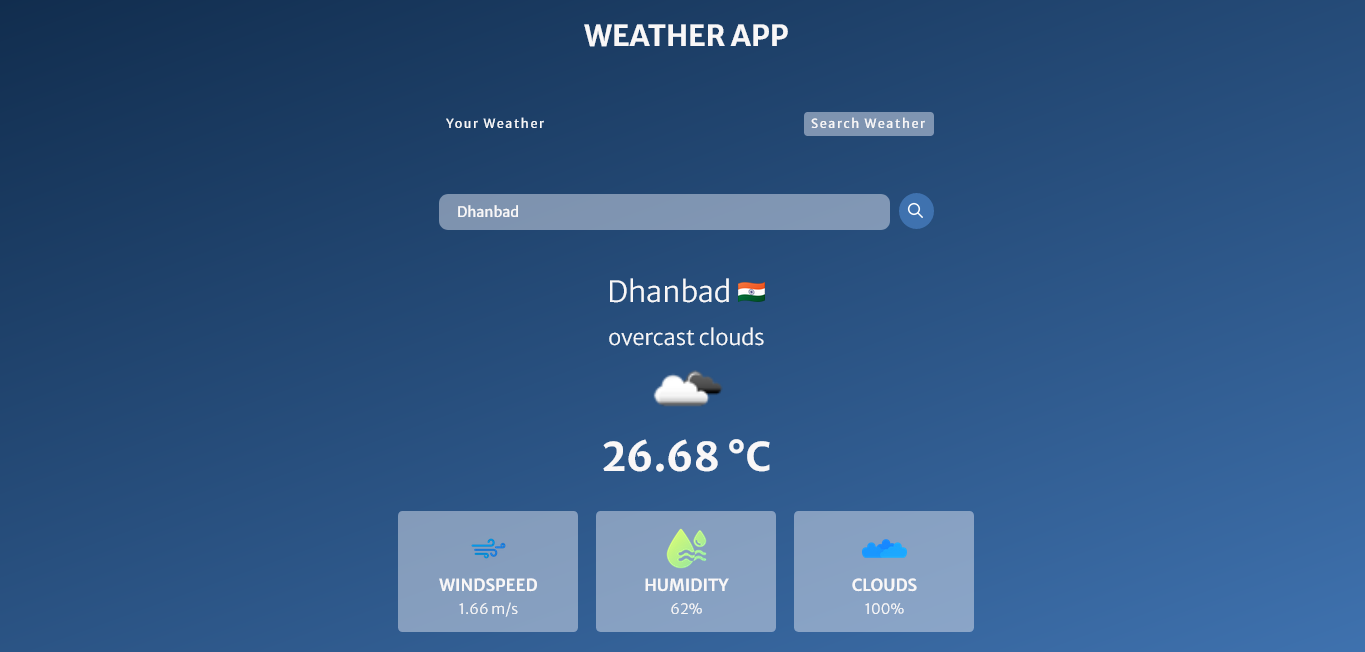 WEATHER APP
Your Weather
Search Weather
Dhanbad
Dhanbad
overcast clouds
26.68 °C
WINDSPEED
1.66 m/s
HUMIDITY
62%
CLOUDS
100%